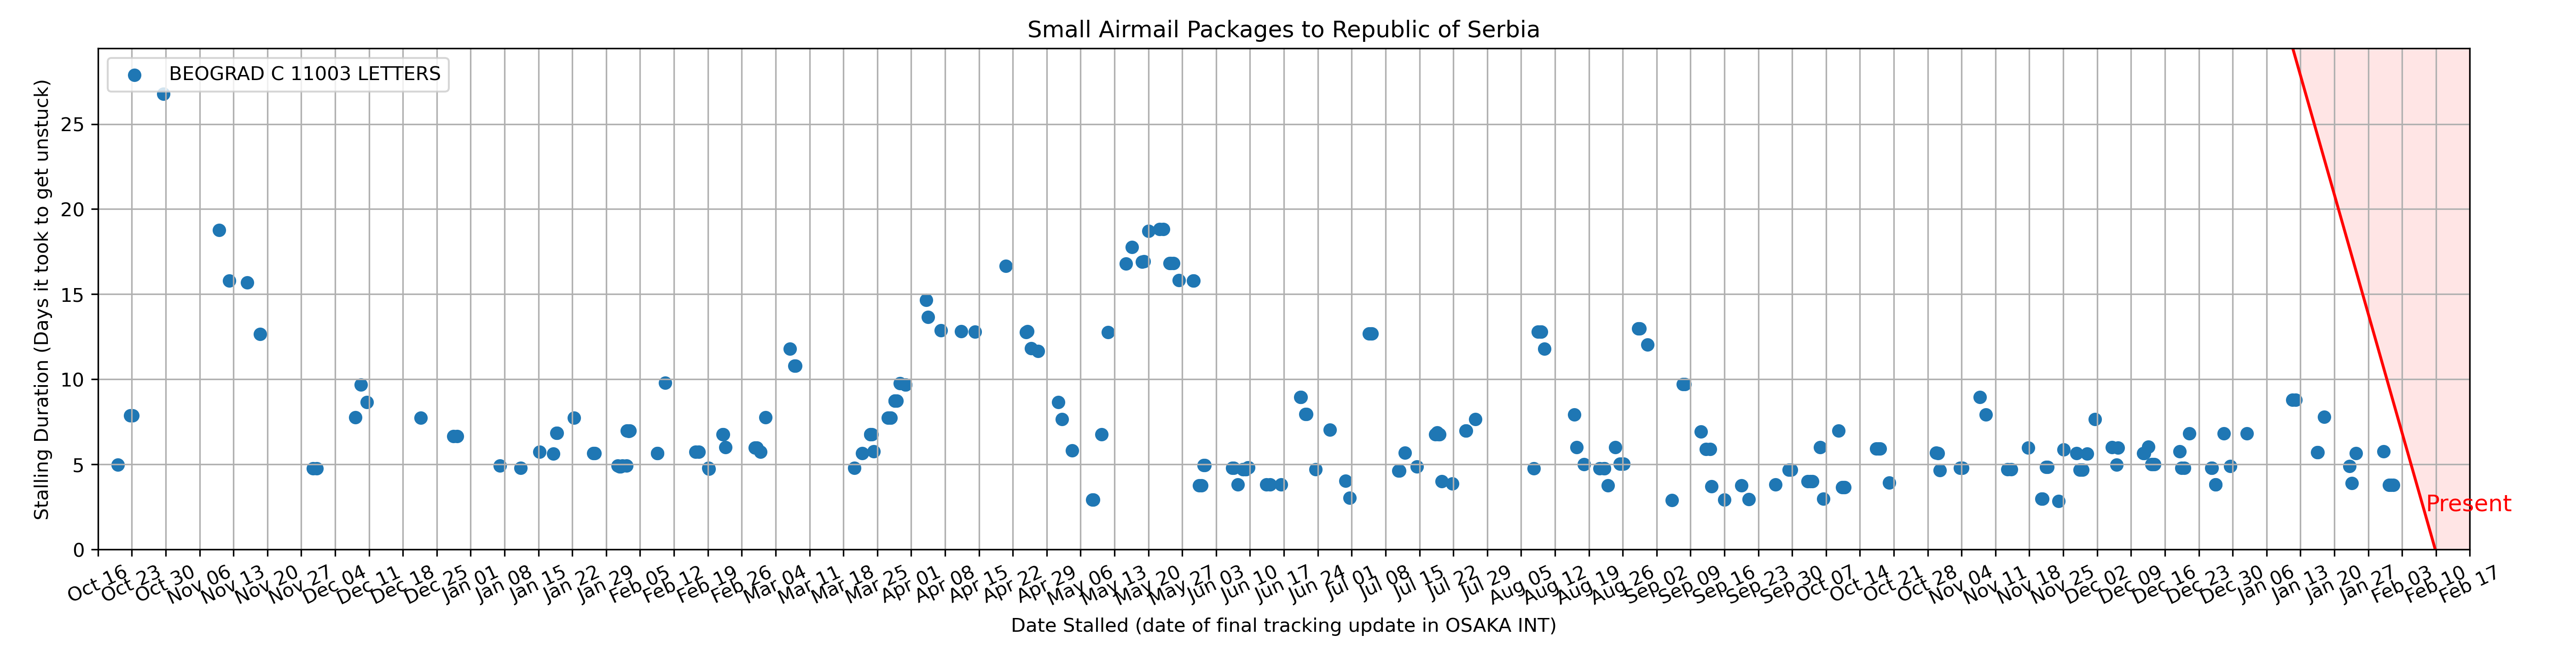 Small Airmail Packages to Republic of Serbia
BEOGRAD C 11003 LETTERS
Stalling Duration (Days it took to get unstuck)
25
20
15
10
5
0
Present
Oct 16 Oct 23 Oct 30 Nov 06 Nov 13 Nov 20 Nov 27 Dec 04 Dec 11 Dec 18 Dec 25 Jan 01 Jan 08 Jan 15 Jan 22 Jan 29 Feb 05 Feb 12 Feb 19 Feb 26 Mar 04 Mar 11 Mar 18 Mar 25 Apr 01 Apr 08 Apr 15 Apr 22 Apr 29 May 06 May 13 May 20 May 27 Jun 03 Jun 10 Jun 17 Jun 24 Jul 01 Jul 08 Jul 15 Jul 22 Jul 29 Aug 05 Aug 12 Aug 19 Aug 26 Sep 02 Sep 09 Sep 16 Sep 23 Sep 30 Oct 07 Oct 14 Oct 21 Oct 28 Nov 04 Nov 11 Nov 18 Nov 25 Dec 02 Dec 09 Dec 16 Dec 23 Dec 30 Jan 06 Jan 13 Jan 20 Jan 27 Feb 03 Feb 10 Feb 17
Date Stalled (date of final tracking update in OSAKA INT)